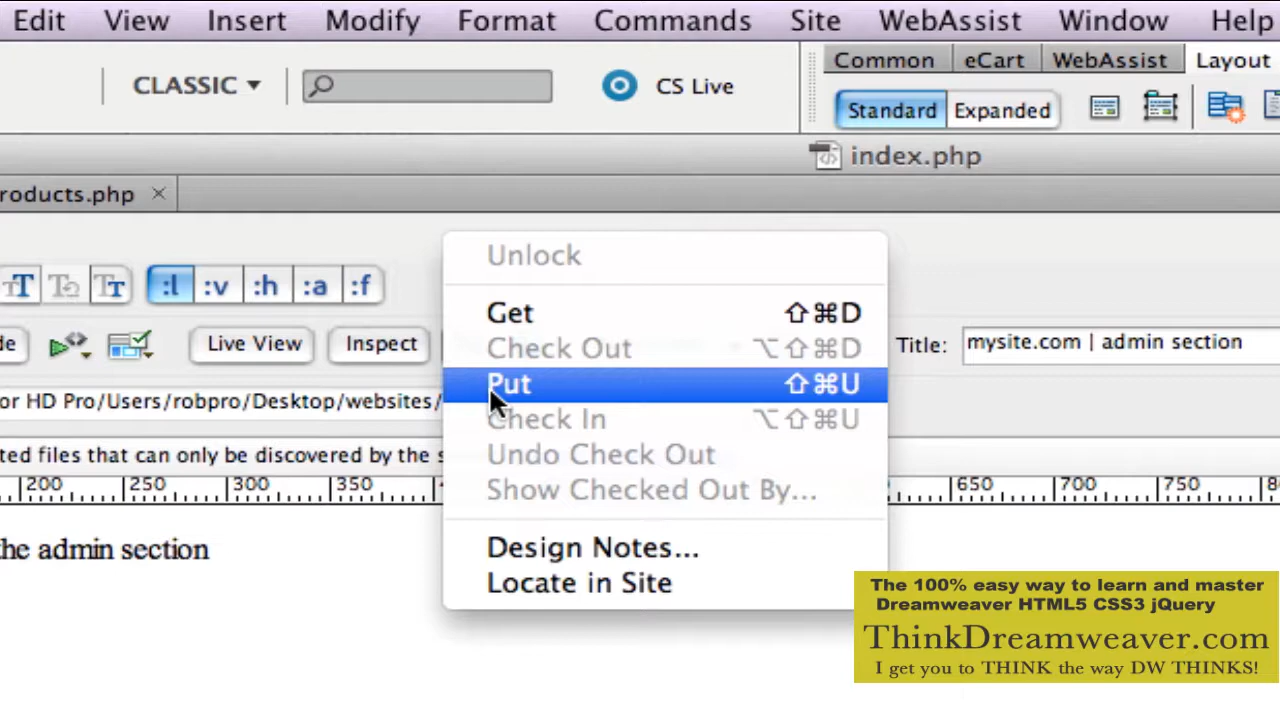 Edit View Insert Modify Format Commands Site WebAssist Window Help
Common eCart WebAssist Layout
CLASSIC CS Live
Standard Expanded
index.php
roducts.php ×
Unlock
TT T T :l :v :h :a :f
Get ⇧⌘D
de Live View Inspect
Check Out ⌥⇧⌘D
Title: mysite.com | admin section
Put ⇧⌘U
or HD Pro/Users/robpro/Desktop/websites/
Check In ⌥⇧⌘U
ted files that can only be discovered by the s
Undo Check Out
200 250 300 350 4 650 700 750 80
Show Checked Out By...
the admin section
Design Notes...
Locate in Site
The 100% easy way to learn and master
Dreamweaver HTML5 CSS3 jQuery
ThinkDreamweaver.com
I get you to THINK the way DW THINKS!